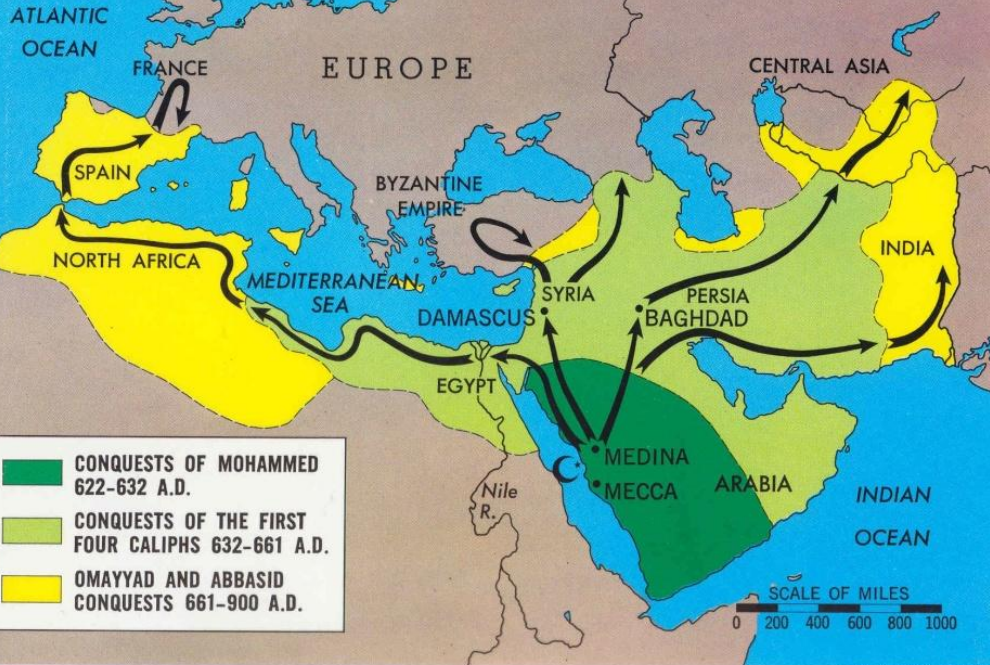 ATLANTIC
OCEAN
FRANCE
EUROPE
CENTRAL ASIA
SPAIN
BYZANTINE
EMPIRE
NORTH AFRICA
INDIA
MEDITERRANEAN
SEA
SYRIA
PERSIA
DAMASCUS
BAGHDAD
EGYPT
MEDINA
MECCA
ARABIA
Nile
R.
INDIAN
OCEAN
CONQUESTS OF MOHAMMED
622-632 A.D.
CONQUESTS OF THE FIRST
FOUR CALIPHS 632-661 A.D.
OMAYYAD AND ABBASID
CONQUESTS 661-900 A.D.
SCALE OF MILES
0 200 400 600 800 1000